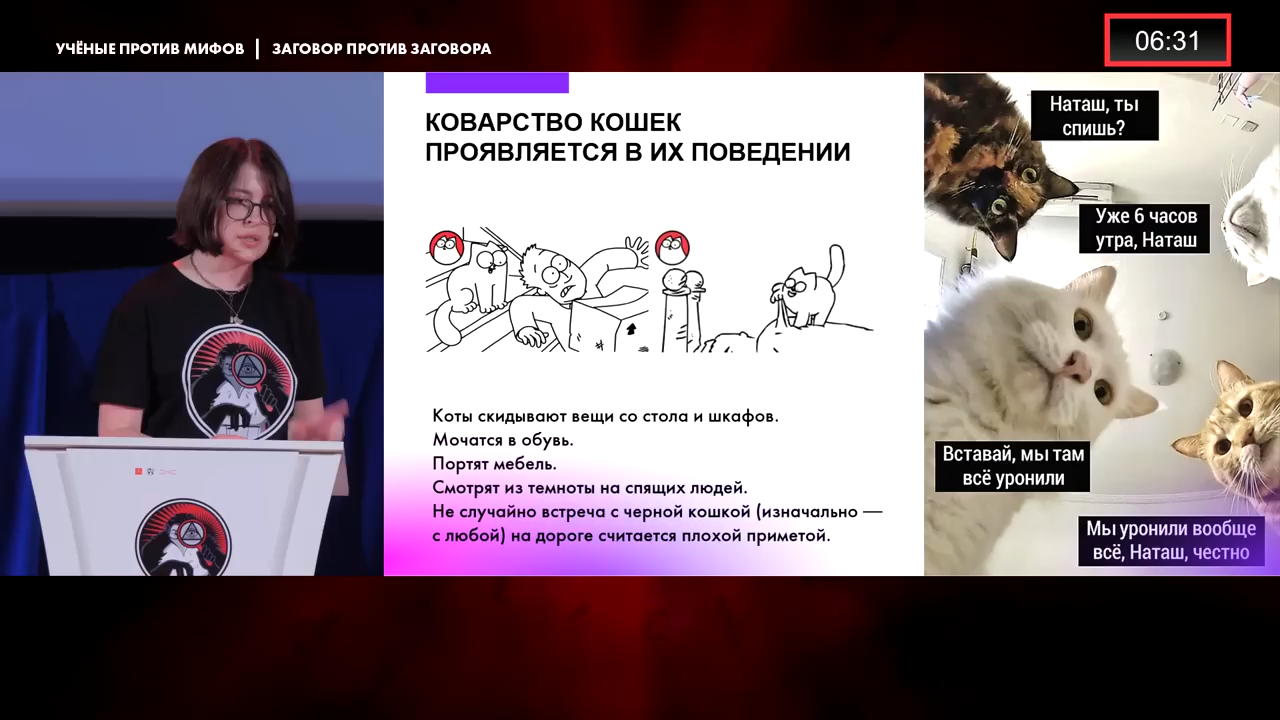 УЧЁНЫЕ ПРОТИВ МИФОВ | ЗАГОВОР ПРОТИВ ЗАГОВОРА
06:31
КОВАРСТВО КОШЕК
ПРОЯВЛЯЕТСЯ В ИХ ПОВЕДЕНИИ
Коты скидывают вещи со стола и шкафов.
Мочатся в обувь.
Портят мебель.
Смотрят из темноты на спящих людей.
Не случайно встреча с черной кошкой (изначально —
с любой) на дороге считается плохой приметой.
Наташ, ты
спишь?
Уже 6 часов
утра, Наташ
Вставай, мы там
всё уронили
Мы уронили вообще
всё, Наташ, честно